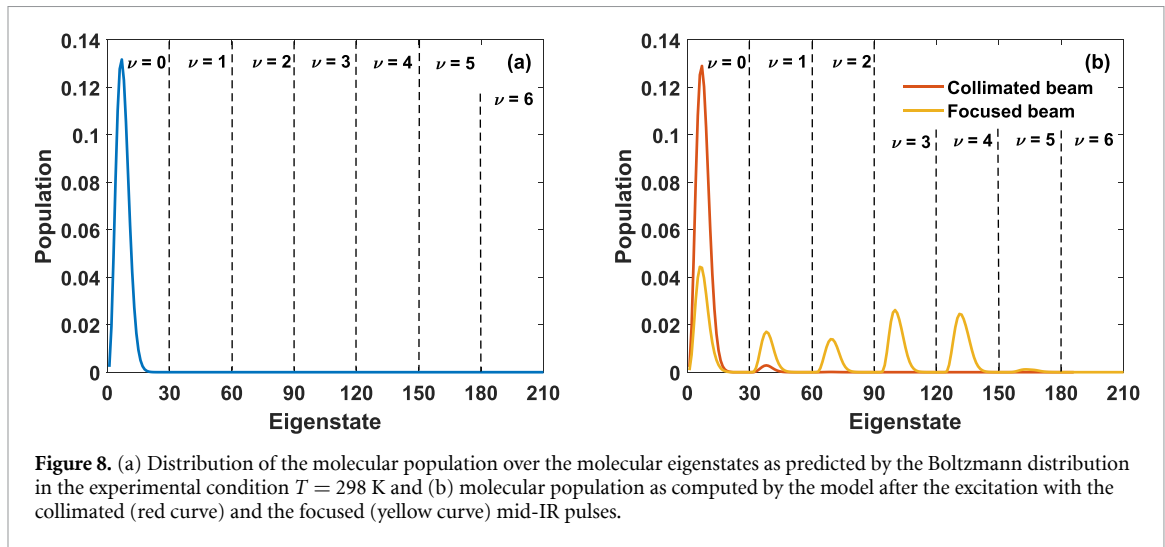 0.14
0.12
0.1
0.08
0.06
0.04
0.02
0
Population
ν = 0
ν = 1
ν = 2
ν = 3
ν = 4
ν = 5
(a)
ν = 6
0 30 60 90 120 150 180 210
Eigenstate
0.14
0.12
0.1
0.08
0.06
0.04
0.02
0
Population
ν = 0
ν = 1
ν = 2
(b)
Collimated beam
Focused beam
ν = 3
ν = 4
ν = 5
ν = 6
0 30 60 90 120 150 180 210
Eigenstate
Figure 8. (a) Distribution of the molecular population over the molecular eigenstates as predicted by the Boltzmann distribution
in the experimental condition T = 298 K and (b) molecular population as computed by the model after the excitation with the
collimated (red curve) and the focused (yellow curve) mid-IR pulses.